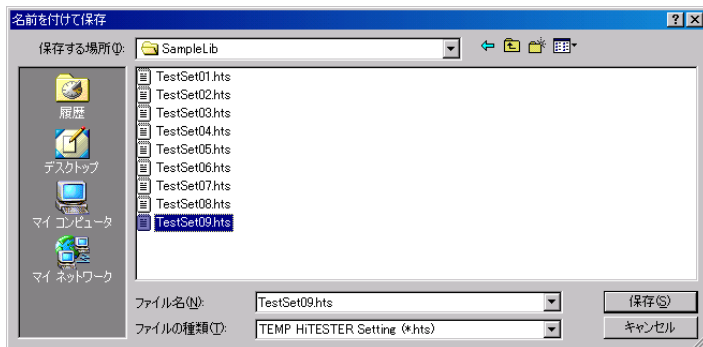 名前を付けて保存
保存する場所(I):
SampleLib
履歴
デスクトップ
マイ コンピュータ
マイ ネットワーク
TestSet01.hts
TestSet02.hts
TestSet03.hts
TestSet04.hts
TestSet05.hts
TestSet06.hts
TestSet07.hts
TestSet08.hts
TestSet09.hts
ファイル名(N):
TestSet09.hts
保存(S)
ファイルの種類(T):
TEMP HiTESTER Setting (*.hts)
キャンセル